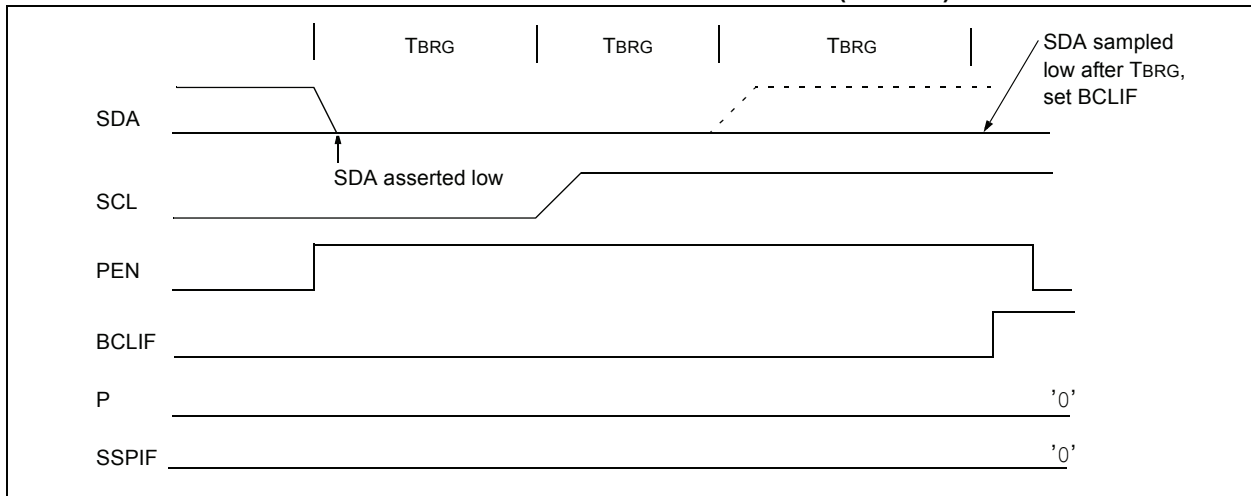 TBRG TBRG TBRG
SDA sampled
low after TBRG,
set BCLIF
SDA
SDA asserted low
SCL
PEN
BCLIF
P '0'
SSPIF '0'